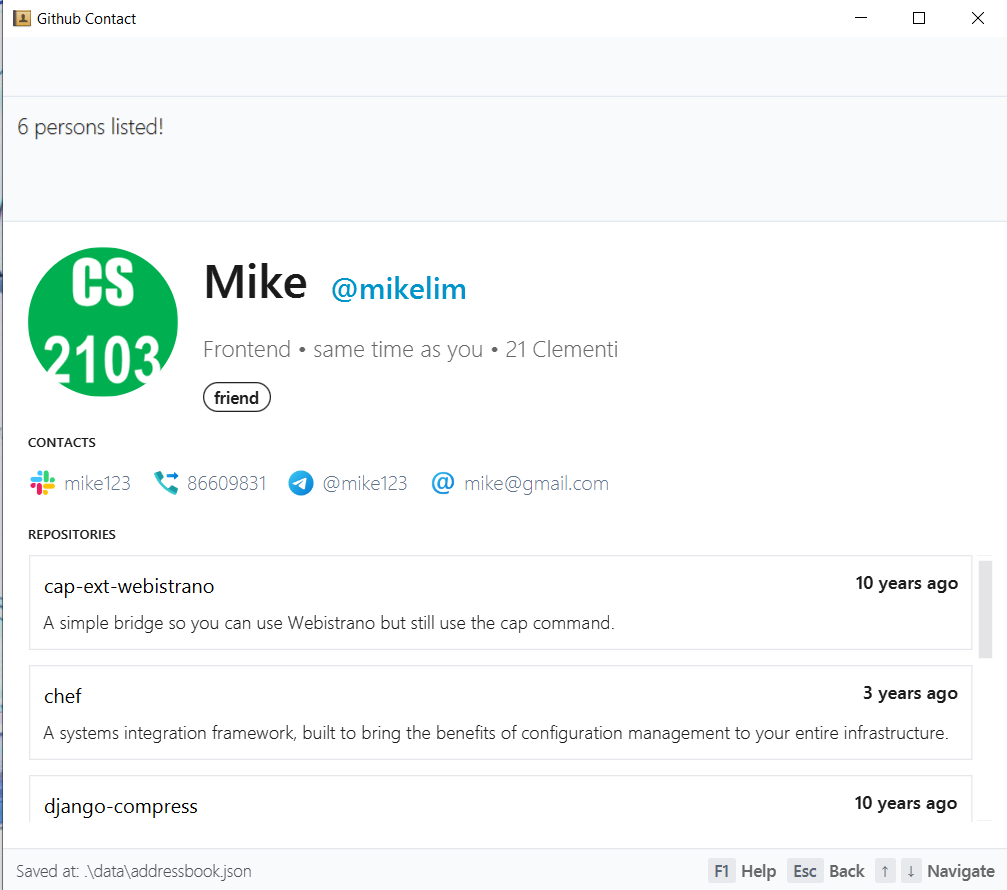 Github Contact
6 persons listed!
CS
2103
Mike @mikelim
Frontend • same time as you • 21 Clementi
friend
CONTACTS
mike123 86609831 @mike123 @ mike@gmail.com
REPOSITORIES
cap-ext-webistrano 10 years ago
A simple bridge so you can use Webistrano but still use the cap command.
chef 3 years ago
A systems integration framework, built to bring the benefits of configuration management to your entire infrastructure.
django-compress 10 years ago
Saved at: .\data\addressbook.json F1 Help Esc Back ↑ ↓ Navigate